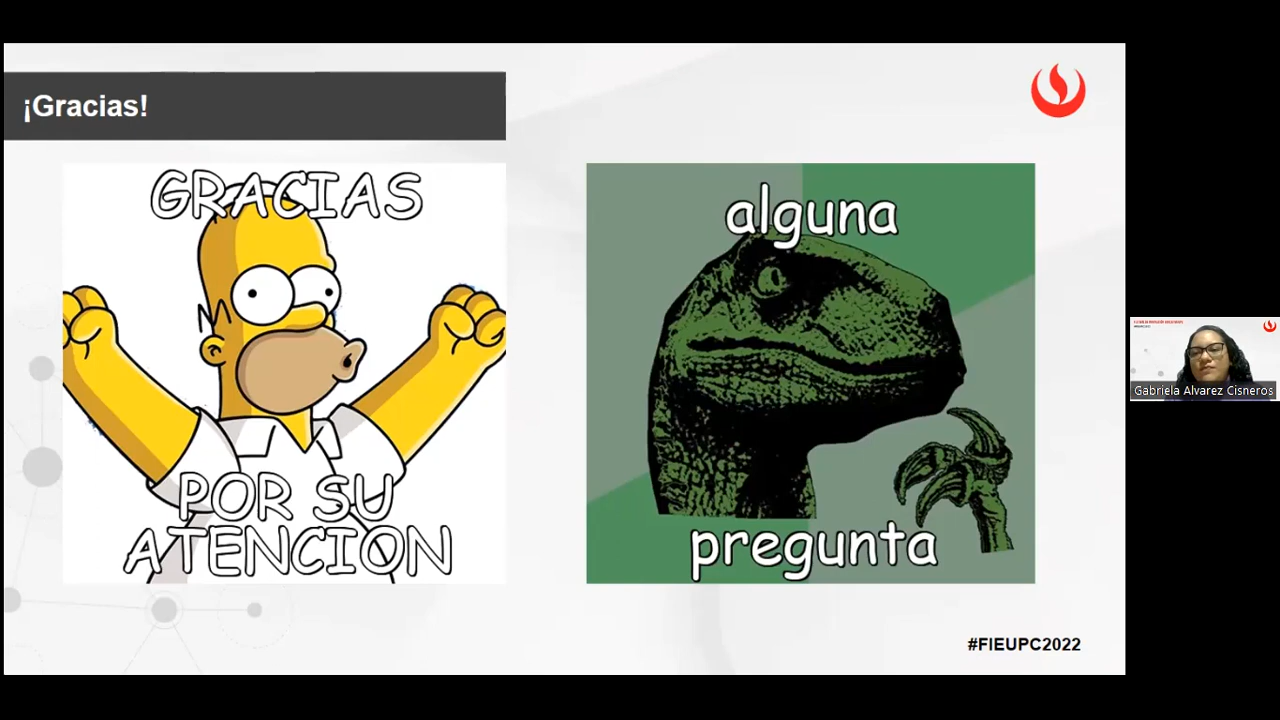 ¡Gracias!
GRACIAS
POR SU
ATENCION
alguna
pregunta
#FIEUPC2022
Gabriela Alvarez Cisneros